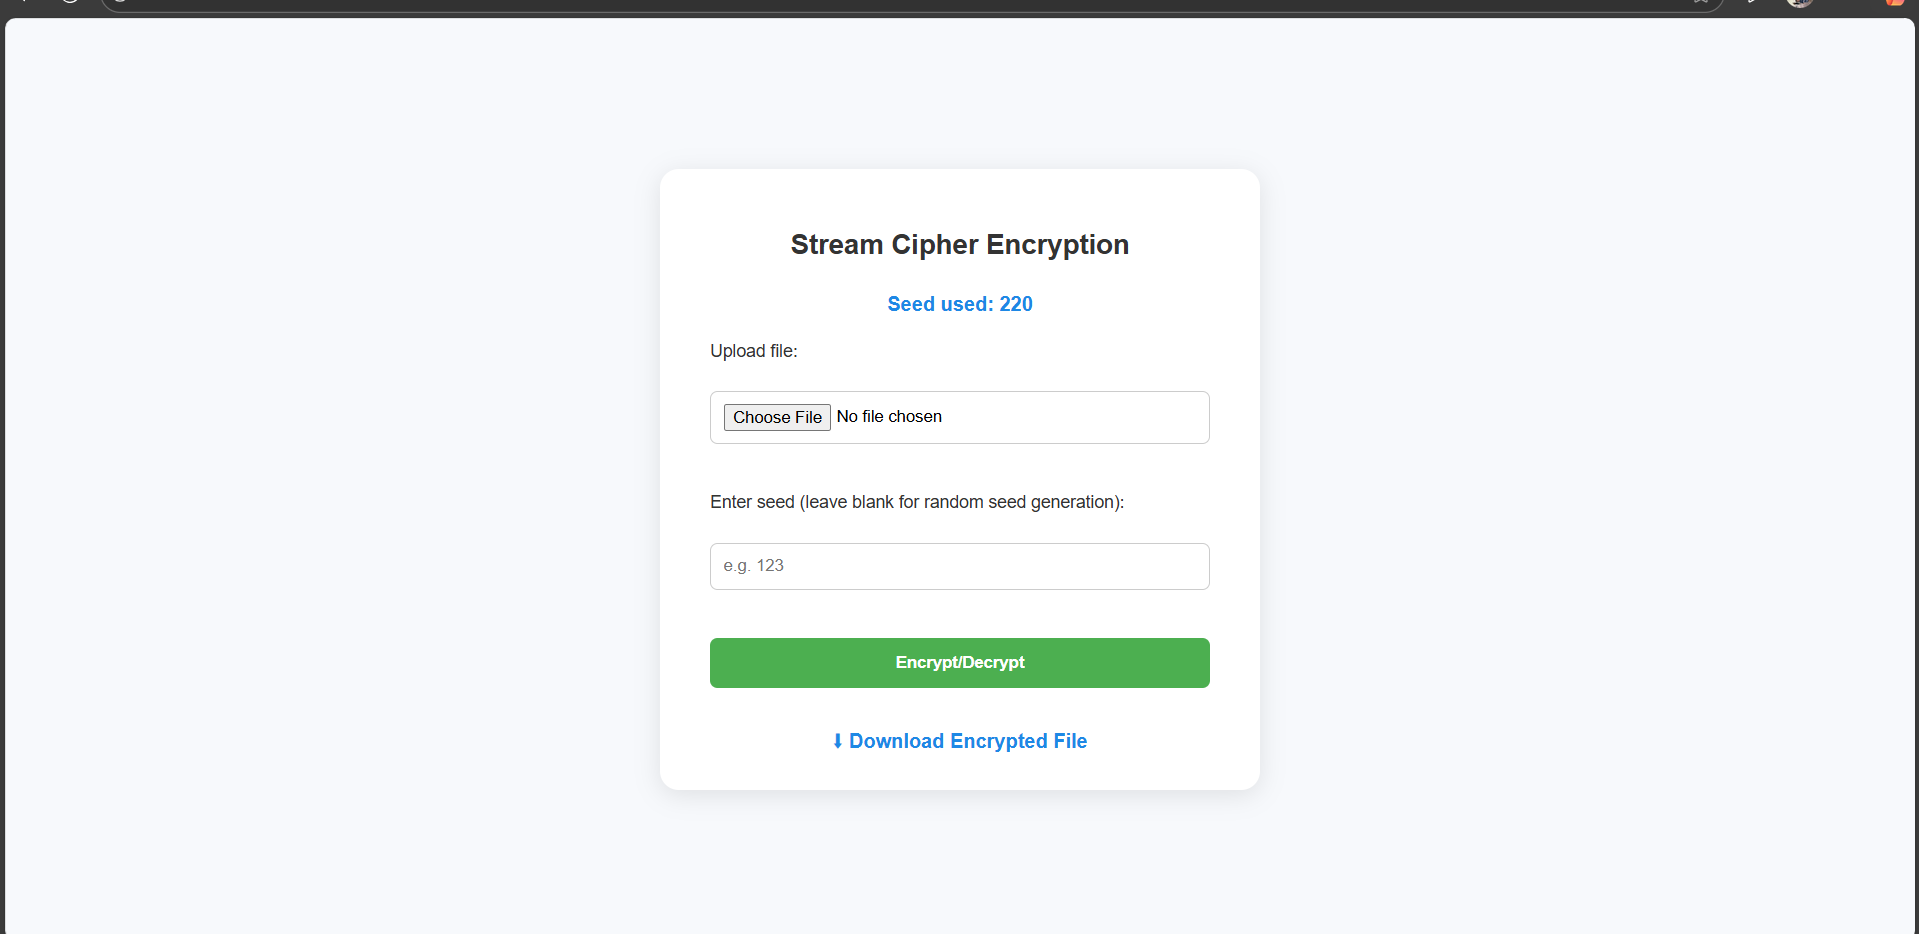 Stream Cipher Encryption
Seed used: 220
Upload file:
Choose File No file chosen
Enter seed (leave blank for random seed generation):
e.g. 123
Encrypt/Decrypt
⬇ Download Encrypted File